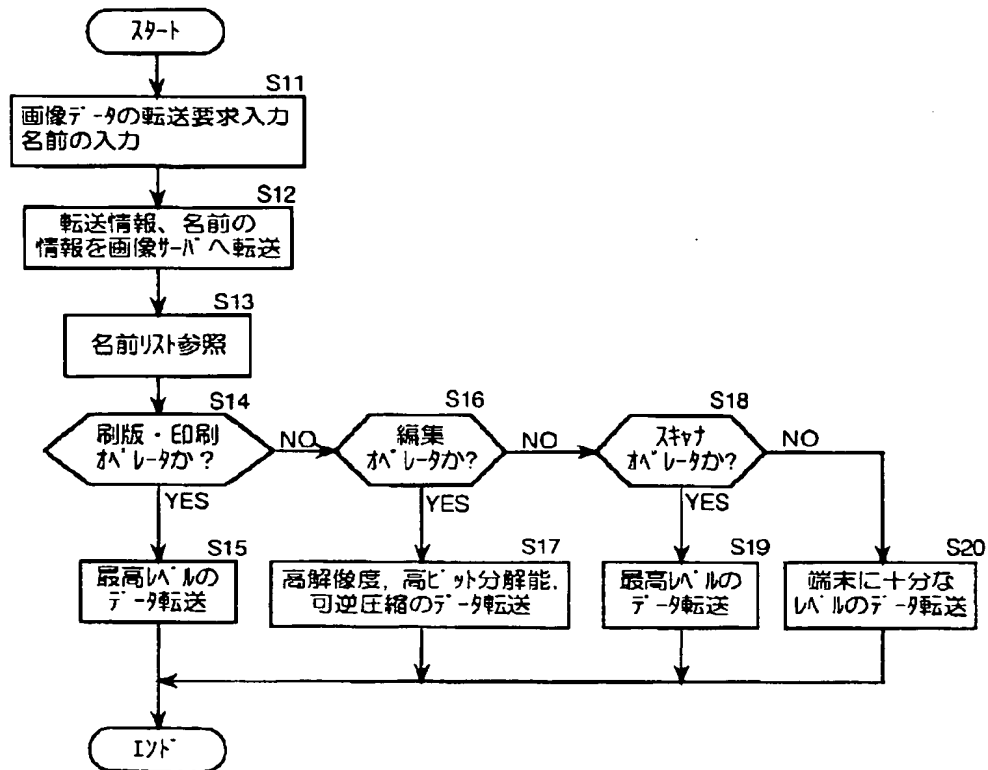 スタート
S11
画像データの転送要求入力
名前の入力
S12
転送情報、名前の
情報を画像サーバへ転送
S13
名前リスト参照
S14
刷版・印刷
オペレータか?
NO
YES
S16
編集
オペレータか?
NO
YES
S18
スキャナ
オペレータか?
NO
YES
S15
最高レベルの
データ転送
S17
高解像度,高ビット分解能,
可逆圧縮のデータ転送
S19
最高レベルの
データ転送
S20
端末に十分な
レベルのデータ転送
エンド